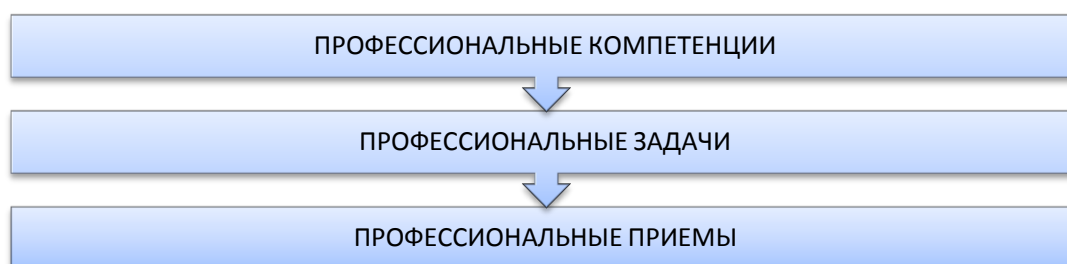 ПРОФЕССИОНАЛЬНЫЕ КОМПЕТЕНЦИИ
ПРОФЕССИОНАЛЬНЫЕ ЗАДАЧИ
ПРОФЕССИОНАЛЬНЫЕ ПРИЕМЫ